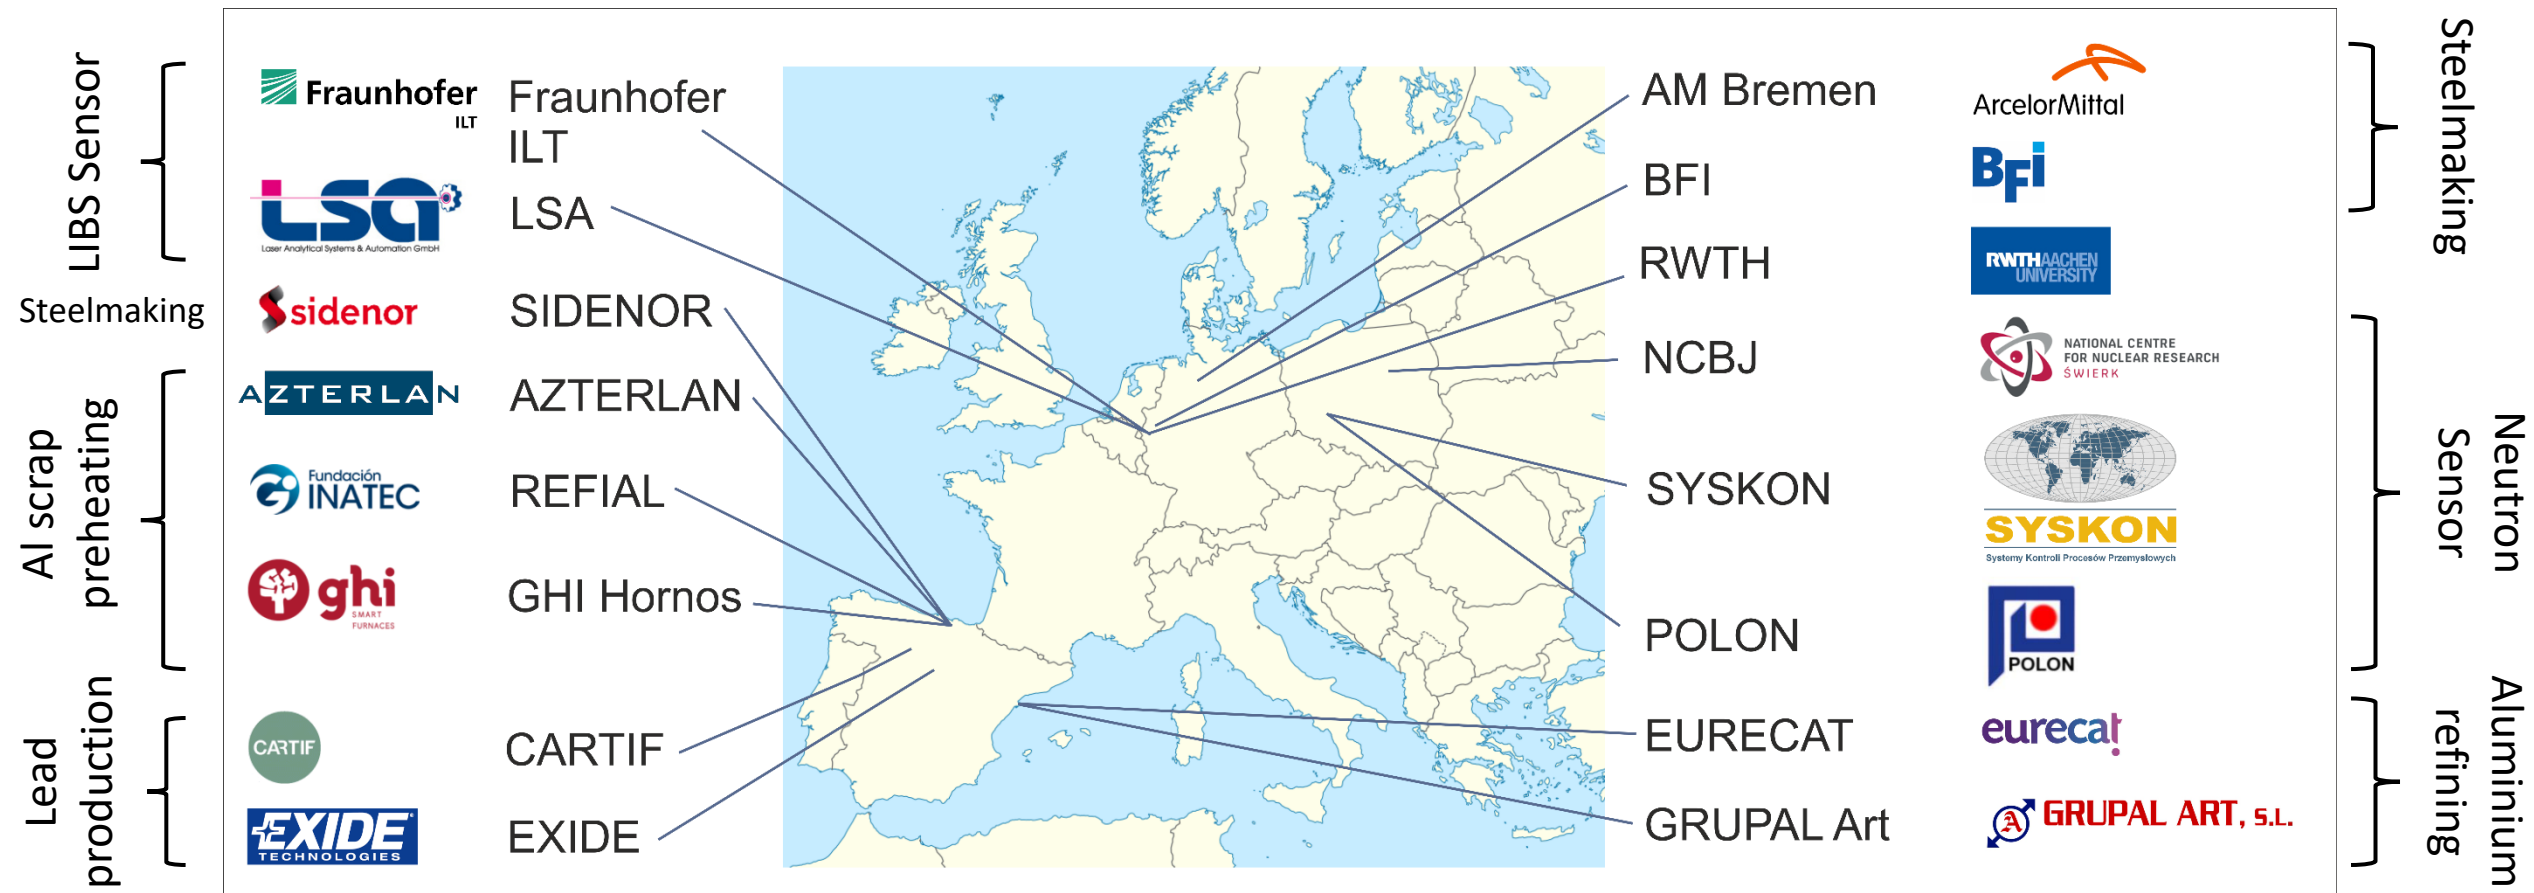 LIBS Sensor
Steelmaking
Al scrap
preheating
Lead
production
Fraunhofer
ILT
LSA
Laser Analytical Systems & Automation GmbH
sidenor
AZTERLAN
Fundación
INATEC
ghi
SMART
FURNACES
CARTIF
EXIDE
TECHNOLOGIES
Fraunhofer
ILT
LSA
SIDENOR
AZTERLAN
REFIAL
GHI Hornos
CARTIF
EXIDE
AM Bremen
BFI
RWTH
NCBJ
SYSKON
POLON
EURECAT
GRUPAL Art
ArcelorMittal
BFI
RWTHAACHEN
UNIVERSITY
NATIONAL CENTRE
FOR NUCLEAR RESEARCH
ŚWIERK
SYSKON
Systemy Kontroli Procesów Przemysłowych
POLON
eurecat
A
GRUPAL ART, S.L.
Steelmaking
Neutron
Sensor
Aluminium
refining